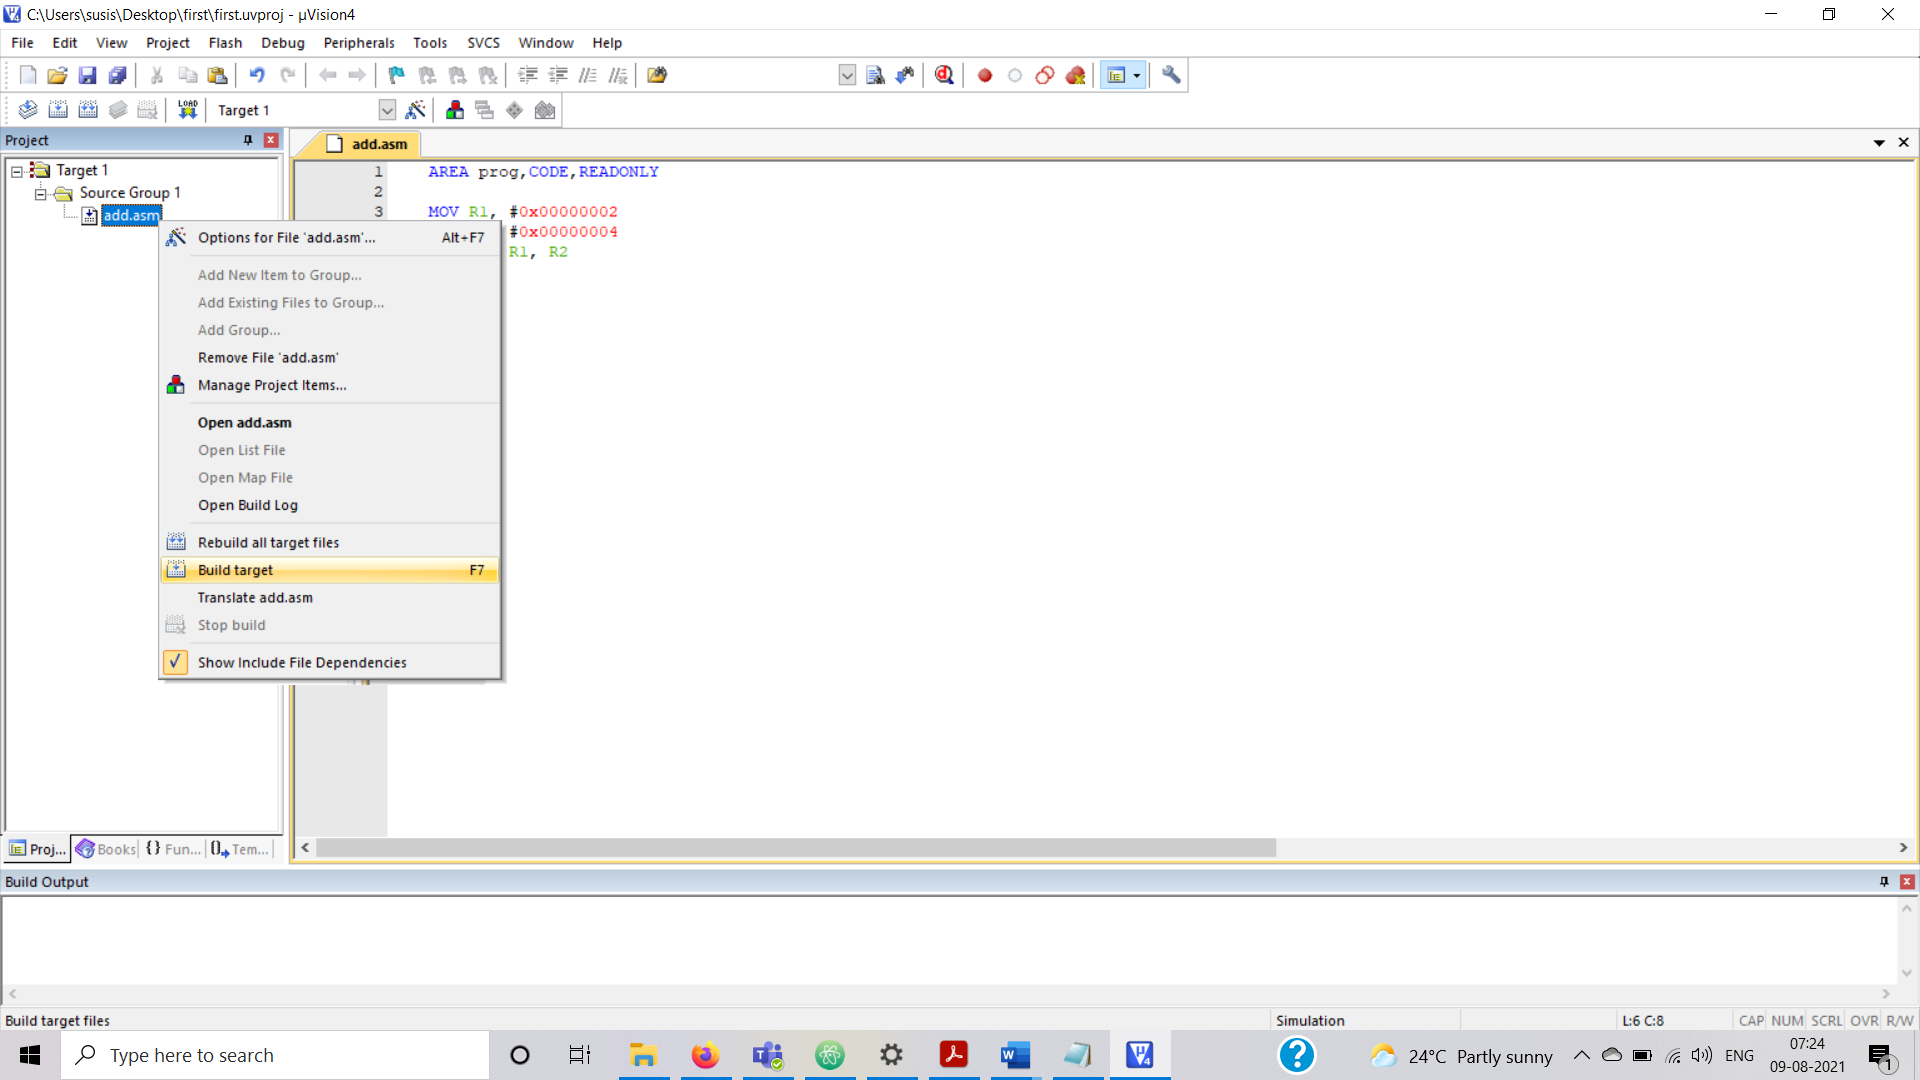 C:\Users\susis\Desktop\first\first.uvproj - µVision4
File Edit View Project Flash Debug Peripherals Tools SVCS Window Help
LOAD Target 1
Project
add.asm
Target 1
Source Group 1
add.asm
1 AREA prog,CODE,READONLY
2
3 MOV R1, #0x00000002
#0x00000004
R1, R2
Options for File 'add.asm'... Alt+F7
Add New Item to Group...
Add Existing Files to Group...
Add Group...
Remove File 'add.asm'
Manage Project Items...
Open add.asm
Open List File
Open Map File
Open Build Log
Rebuild all target files
Build target F7
Translate add.asm
Stop build
Show Include File Dependencies
Proj... Books {} Fun... Tem...
Build Output
Build target files Simulation L:6 C:8 CAP NUM SCRL OVR R/W
Type here to search
24°C Partly sunny ENG
07:24
09-08-2021
1